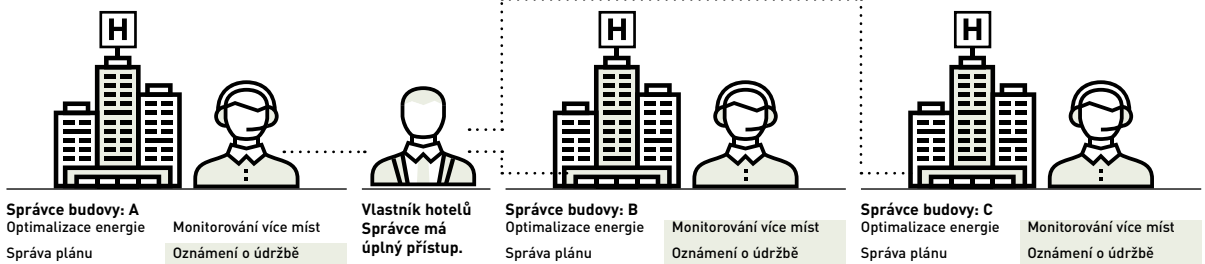 H
H
H
Správce budovy: A
Optimalizace energie
Monitorování více míst
Správa plánu
Oznámení o údržbě
Vlastník hotelů
Správce má
úplný přístup.
Správce budovy: B
Optimalizace energie
Monitorování více míst
Správa plánu
Oznámení o údržbě
Správce budovy: C
Optimalizace energie
Monitorování více míst
Správa plánu
Oznámení o údržbě